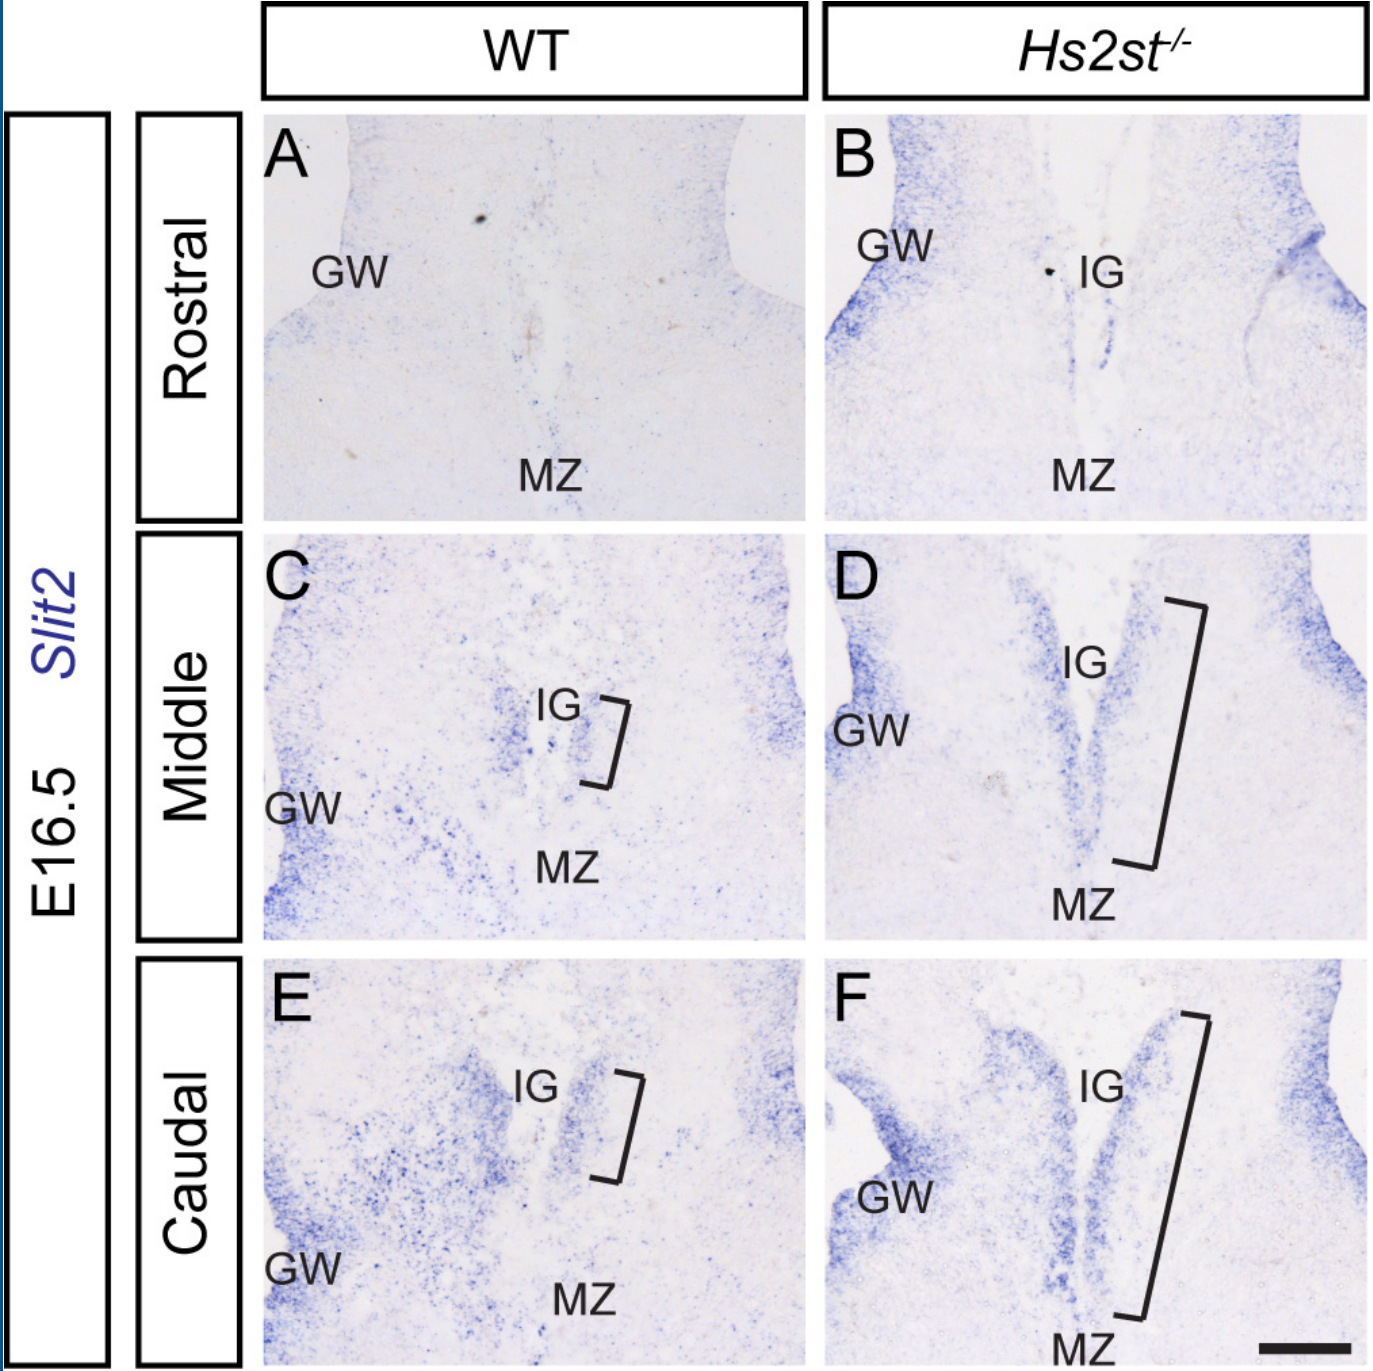 WT
Hs2st-/-
E16.5 Slit2
Rostral
A
GW
MZ
B
GW
IG
MZ
Middle
C
IG
GW
MZ
D
IG
GW
MZ
Caudal
E
IG
GW
MZ
F
IG
GW
MZ